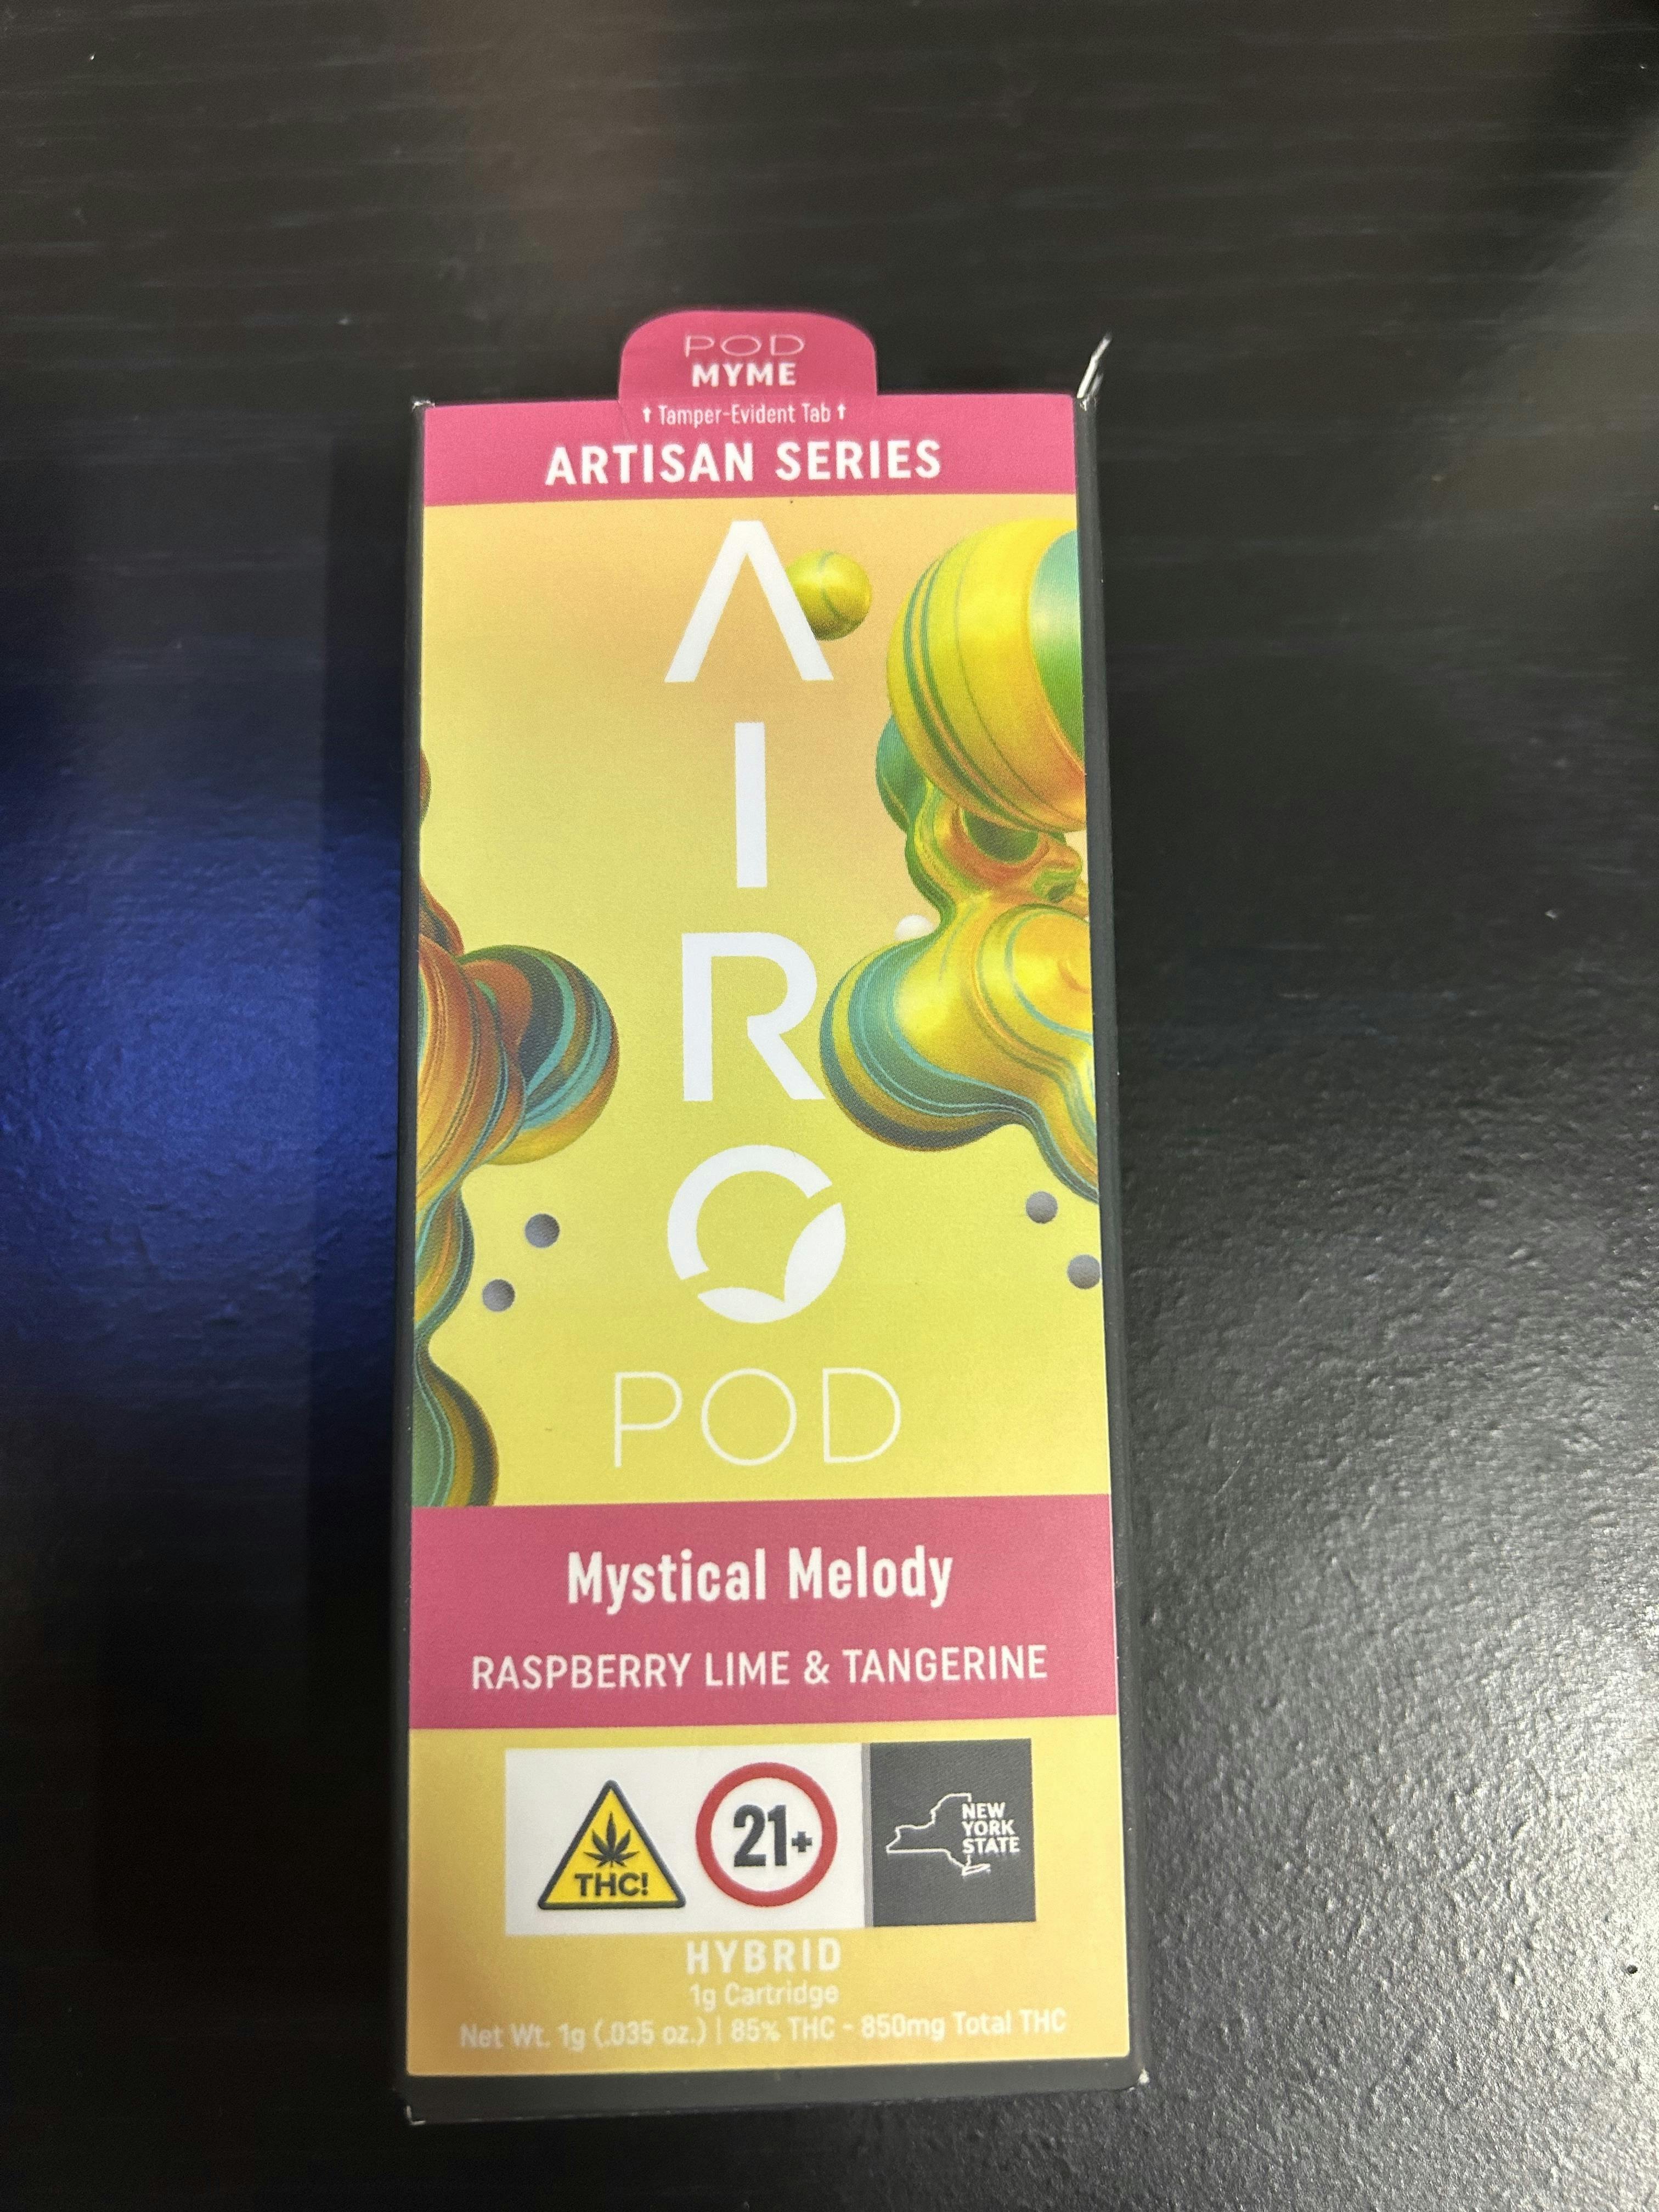 POD
MYME
↑ Tamper-Evident Tab ↑
ARTISAN SERIES
AIRO
POD
Mystical Melody
RASPBERRY LIME & TANGERINE
THC!
21+
NEW
YORK
STATE
HYBRID
1g Cartridge
Net Wt. 1g (.035 oz.) | 85% THC - 850mg Total THC